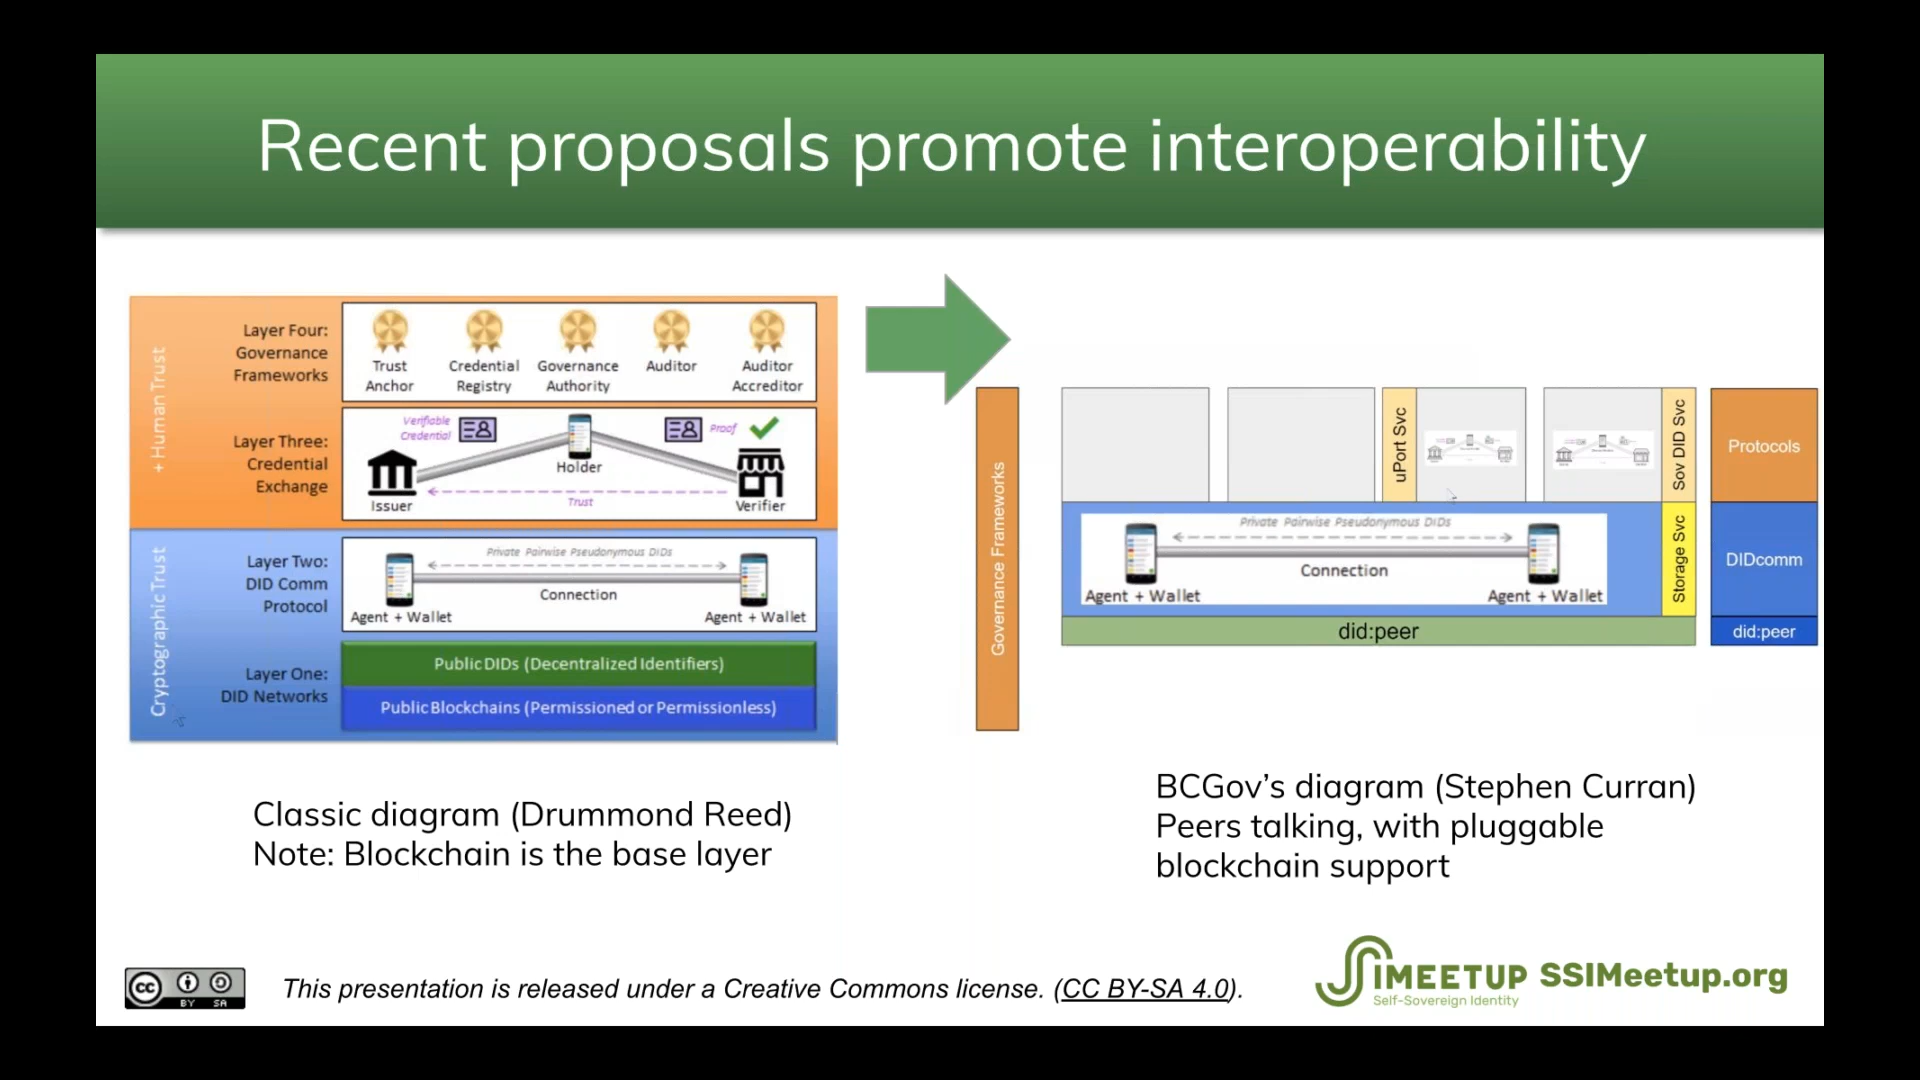 Recent proposals promote interoperability
+ Human Trust
Layer Four:
Governance
Frameworks
Trust
Anchor
Credential
Registry
Governance
Authority
Auditor
Auditor
Accreditor
Layer Three:
Credential
Exchange
Verifiable
Credential
Proof
Holder
Issuer
Trust
Verifier
Cryptographic Trust
Layer Two:
DID Comm
Protocol
Private Pairwise Pseudonymous DIDs
Connection
Agent + Wallet
Agent + Wallet
Layer One:
DID Networks
Public DIDs (Decentralized Identifiers)
Public Blockchains (Permissioned or Permissionless)
Classic diagram (Drummond Reed)
Note: Blockchain is the base layer
Governance Frameworks
uPort Svc
Sov DID Svc
Protocols
Private Pairwise Pseudonymous DIDs
Connection
Agent + Wallet
Agent + Wallet
Storage Svc
DIDcomm
did:peer
did:peer
BCGov’s diagram (Stephen Curran)
Peers talking, with pluggable
blockchain support
cc
BY SA
This presentation is released under a Creative Commons license. (CC BY-SA 4.0).
SSIMEETUP
Self-Sovereign Identity
SSIMeetup.org